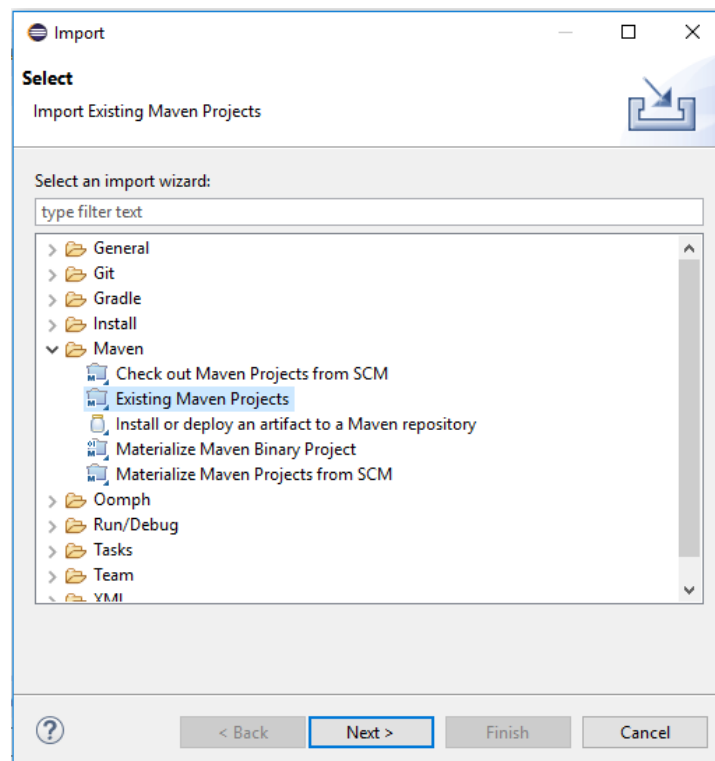 Import
Select
Import Existing Maven Projects
Select an import wizard:
type filter text
General
Git
Gradle
Install
Maven
Check out Maven Projects from SCM
Existing Maven Projects
Install or deploy an artifact to a Maven repository
Materialize Maven Binary Project
Materialize Maven Projects from SCM
Oomph
Run/Debug
Tasks
Team
XML
? < Back Next > Finish Cancel